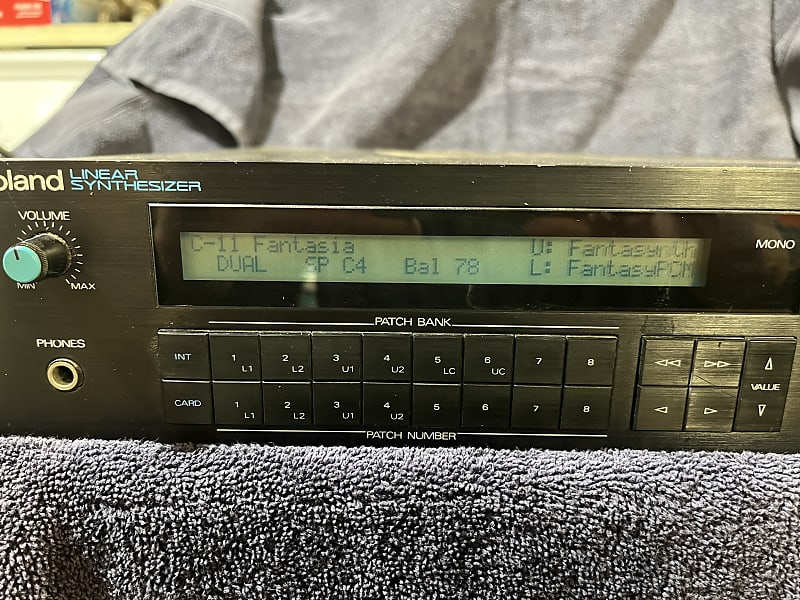 oland LINEAR
SYNTHESIZER
VOLUME
MIN MAX
PHONES
C-11 Fantasia U: Fantasynth
DUAL SP C4 Bal 78 L: FantasyPCM
MONO
PATCH BANK
INT 1 L1 2 L2 3 U1 4 U2 5 LC 6 UC 7 8
CARD 1 L1 2 L2 3 U1 4 U2 5 6 7 8
PATCH NUMBER
VALUE